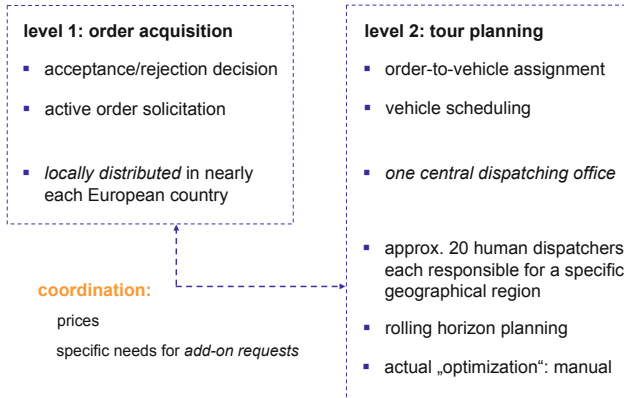 level 1: order acquisition
▪ acceptance/rejection decision
▪ active order solicitation
▪ locally distributed in nearly
each European country
coordination:
prices
specific needs for add-on requests
level 2: tour planning
▪ order-to-vehicle assignment
▪ vehicle scheduling
▪ one central dispatching office
▪ approx. 20 human dispatchers
each responsible for a specific
geographical region
▪ rolling horizon planning
▪ actual „optimization“: manual